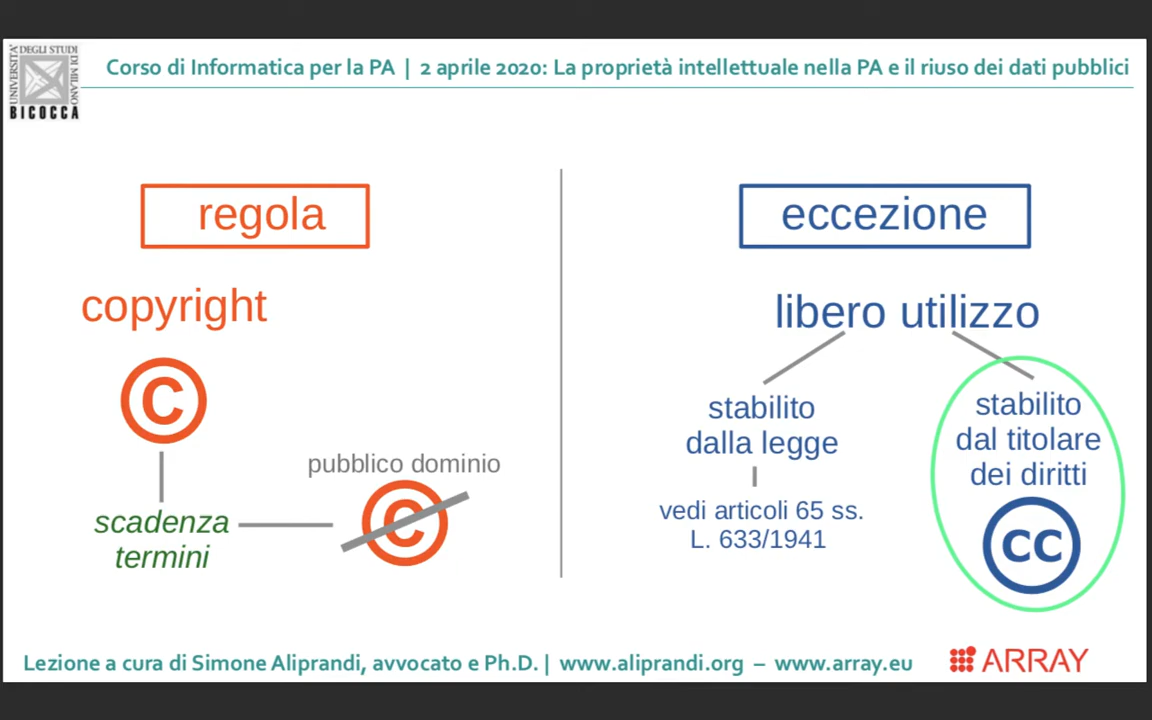 UNIVERSITA'
DEGLI STUDI
DI MILANO
BICOCCA
Corso di Informatica per la PA | 2 aprile 2020: La proprietà intellettuale nella PA e il riuso dei dati pubblici
regola
copyright
C
scadenza
termini
pubblico dominio
C
eccezione
libero utilizzo
stabilito
dalla legge
vedi articoli 65 ss.
L. 633/1941
stabilito
dal titolare
dei diritti
cc
Lezione a cura di Simone Aliprandi, avvocato e Ph.D. | www.aliprandi.org – www.array.eu
ARRAY